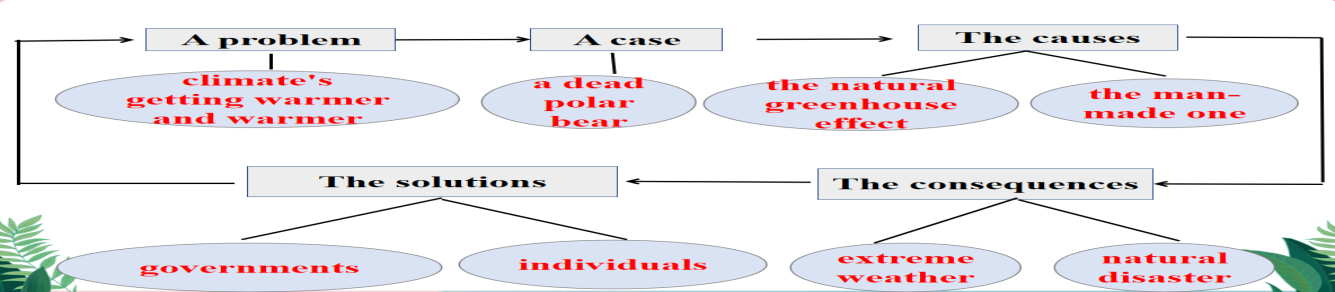 A problem
A case
The causes
climate's
getting warmer
and warmer
a dead
polar
bear
the natural
greenhouse
effect
the man-
made one
The solutions
The consequences
governments
individuals
extreme
weather
natural
disaster